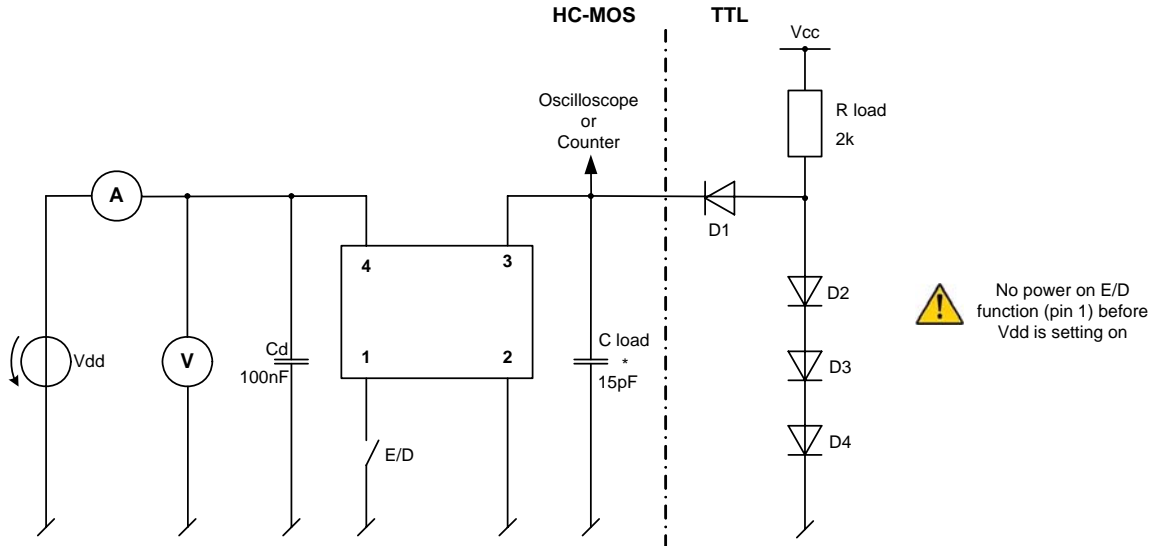 HC-MOS
TTL
Vcc
Oscilloscope
or
Counter
R load
2k
A
D1
4
3
D2
No power on E/D
function (pin 1) before
Vdd is setting on
Vdd
V
Cd
100nF
1
2
C load
*
15pF
D3
D4
E/D